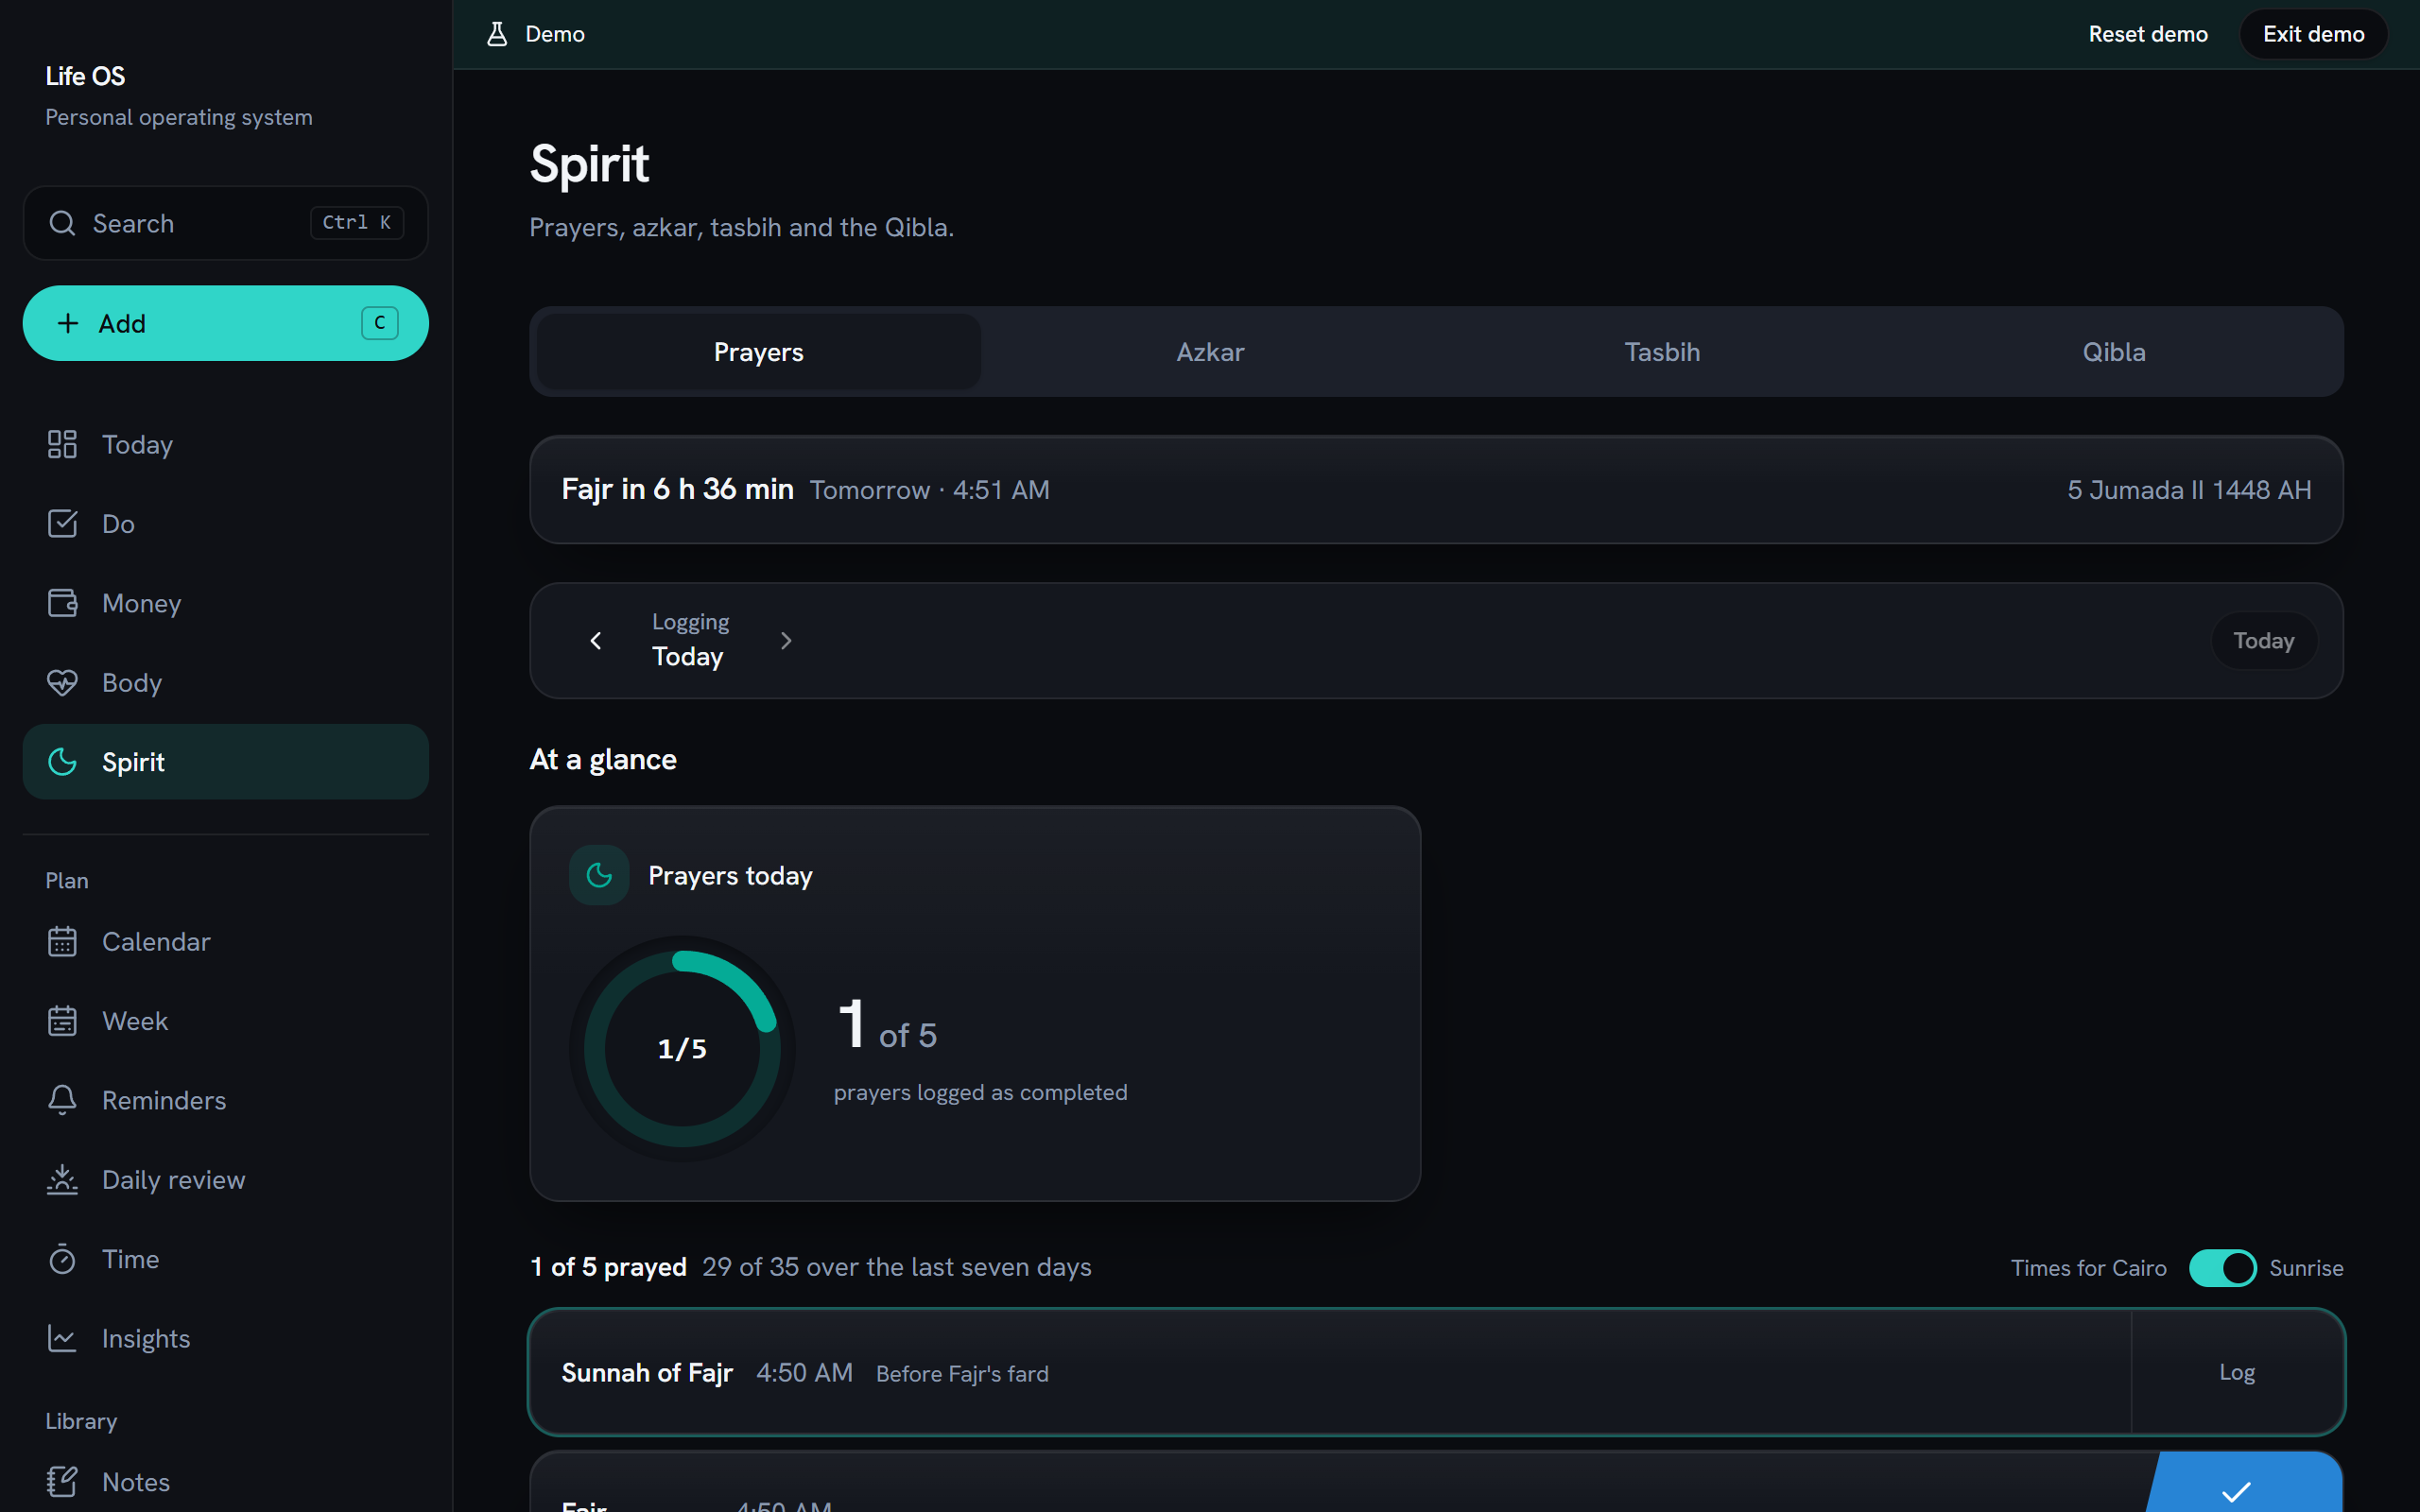 Life OS
Personal operating system
Search
Ctrl K
Add
C
Today
Do
Money
Body
Spirit
Plan
Calendar
Week
Reminders
Daily review
Time
Insights
Library
Notes
Demo
Reset demo
Exit demo
Spirit
Prayers, azkar, tasbih and the Qibla.
Prayers
Azkar
Tasbih
Qibla
Fajr in 6 h 36 min Tomorrow · 4:51 AM
5 Jumada II 1448 AH
Logging
Today
Today
At a glance
Prayers today
1/5
1 of 5
prayers logged as completed
1 of 5 prayed 29 of 35 over the last seven days
Times for Cairo
Sunrise
Sunnah of Fajr 4:50 AM Before Fajr's fard
Log
Fajr 4:50 AM